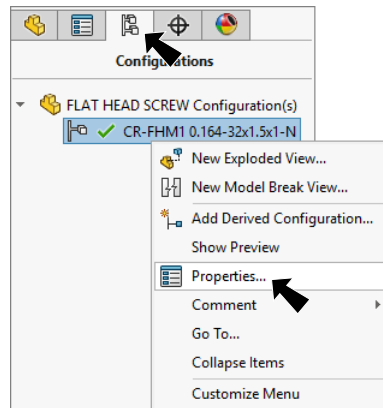 Configurations
FLAT HEAD SCREW Configuration(s)
CR-FHM1 0.164-32x1.5x1-N
New Exploded View...
New Model Break View...
Add Derived Configuration...
Show Preview
Properties...
Comment
Go To...
Collapse Items
Customize Menu